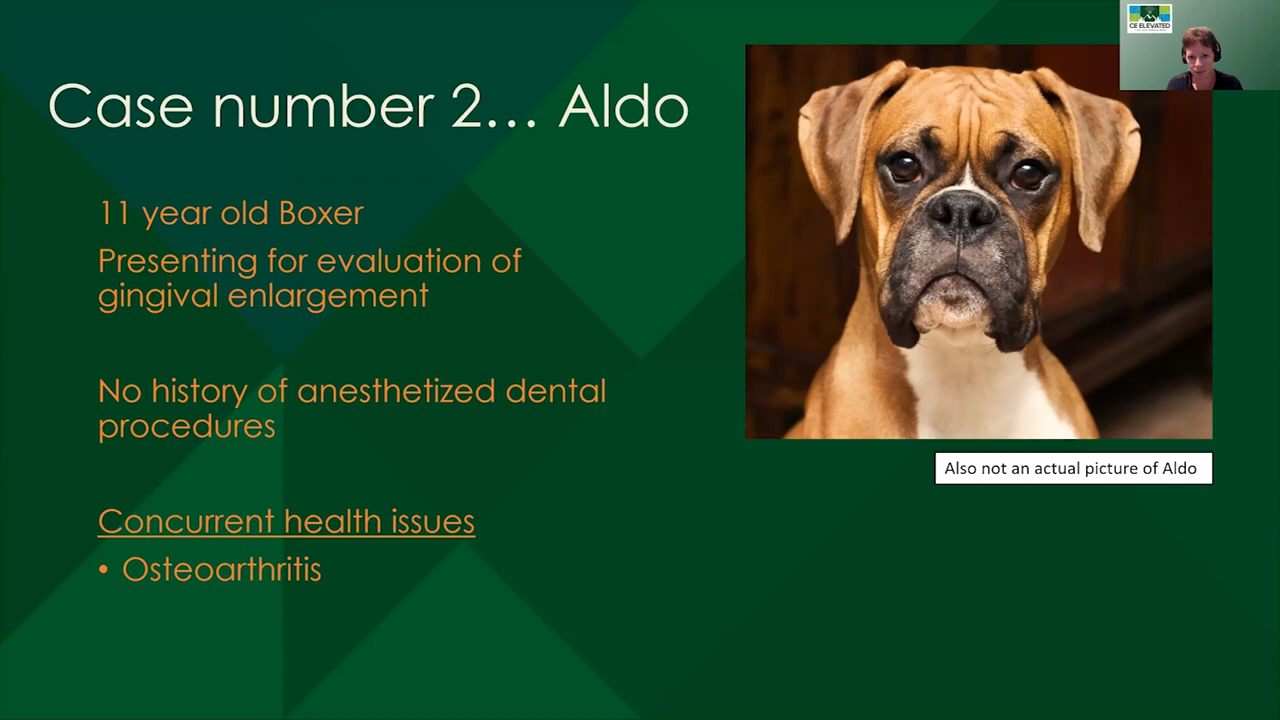 CE ELEVATED
Case number 2... Aldo
11 year old Boxer
Presenting for evaluation of
gingival enlargement
No history of anesthetized dental
procedures
Concurrent health issues
• Osteoarthritis
Also not an actual picture of Aldo